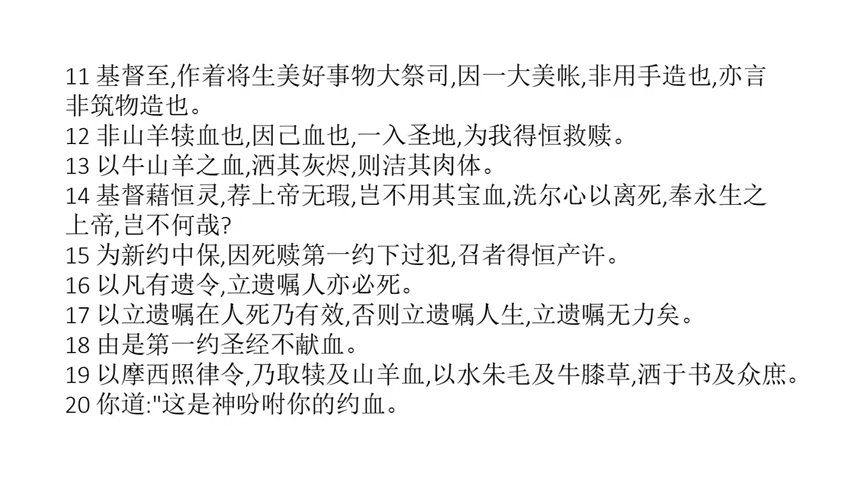 11 基督至,作着将生美好事物大祭司,因一大美帐,非用手造也,亦言
非筑物造也。
12 非山羊犊血也,因己血也,一入圣地,为我得恒救赎。
13 以牛山羊之血,洒其灰烬,则洁其肉体。
14 基督藉恒灵,荐上帝无瑕,岂不用其宝血,洗尔心以离死,奉永生之
上帝,岂不何哉?
15 为新约中保,因死赎第一约下过犯,召者得恒产许。
16 以凡有遗令,立遗嘱人亦必死。
17 以立遗嘱在人死乃有效,否则立遗嘱人生,立遗嘱无力矣。
18 由是第一约圣经不献血。
19 以摩西照律令,乃取犊及山羊血,以水朱毛及牛膝草,洒于书及众庶。
20 你道:"这是神吩咐你的约血。